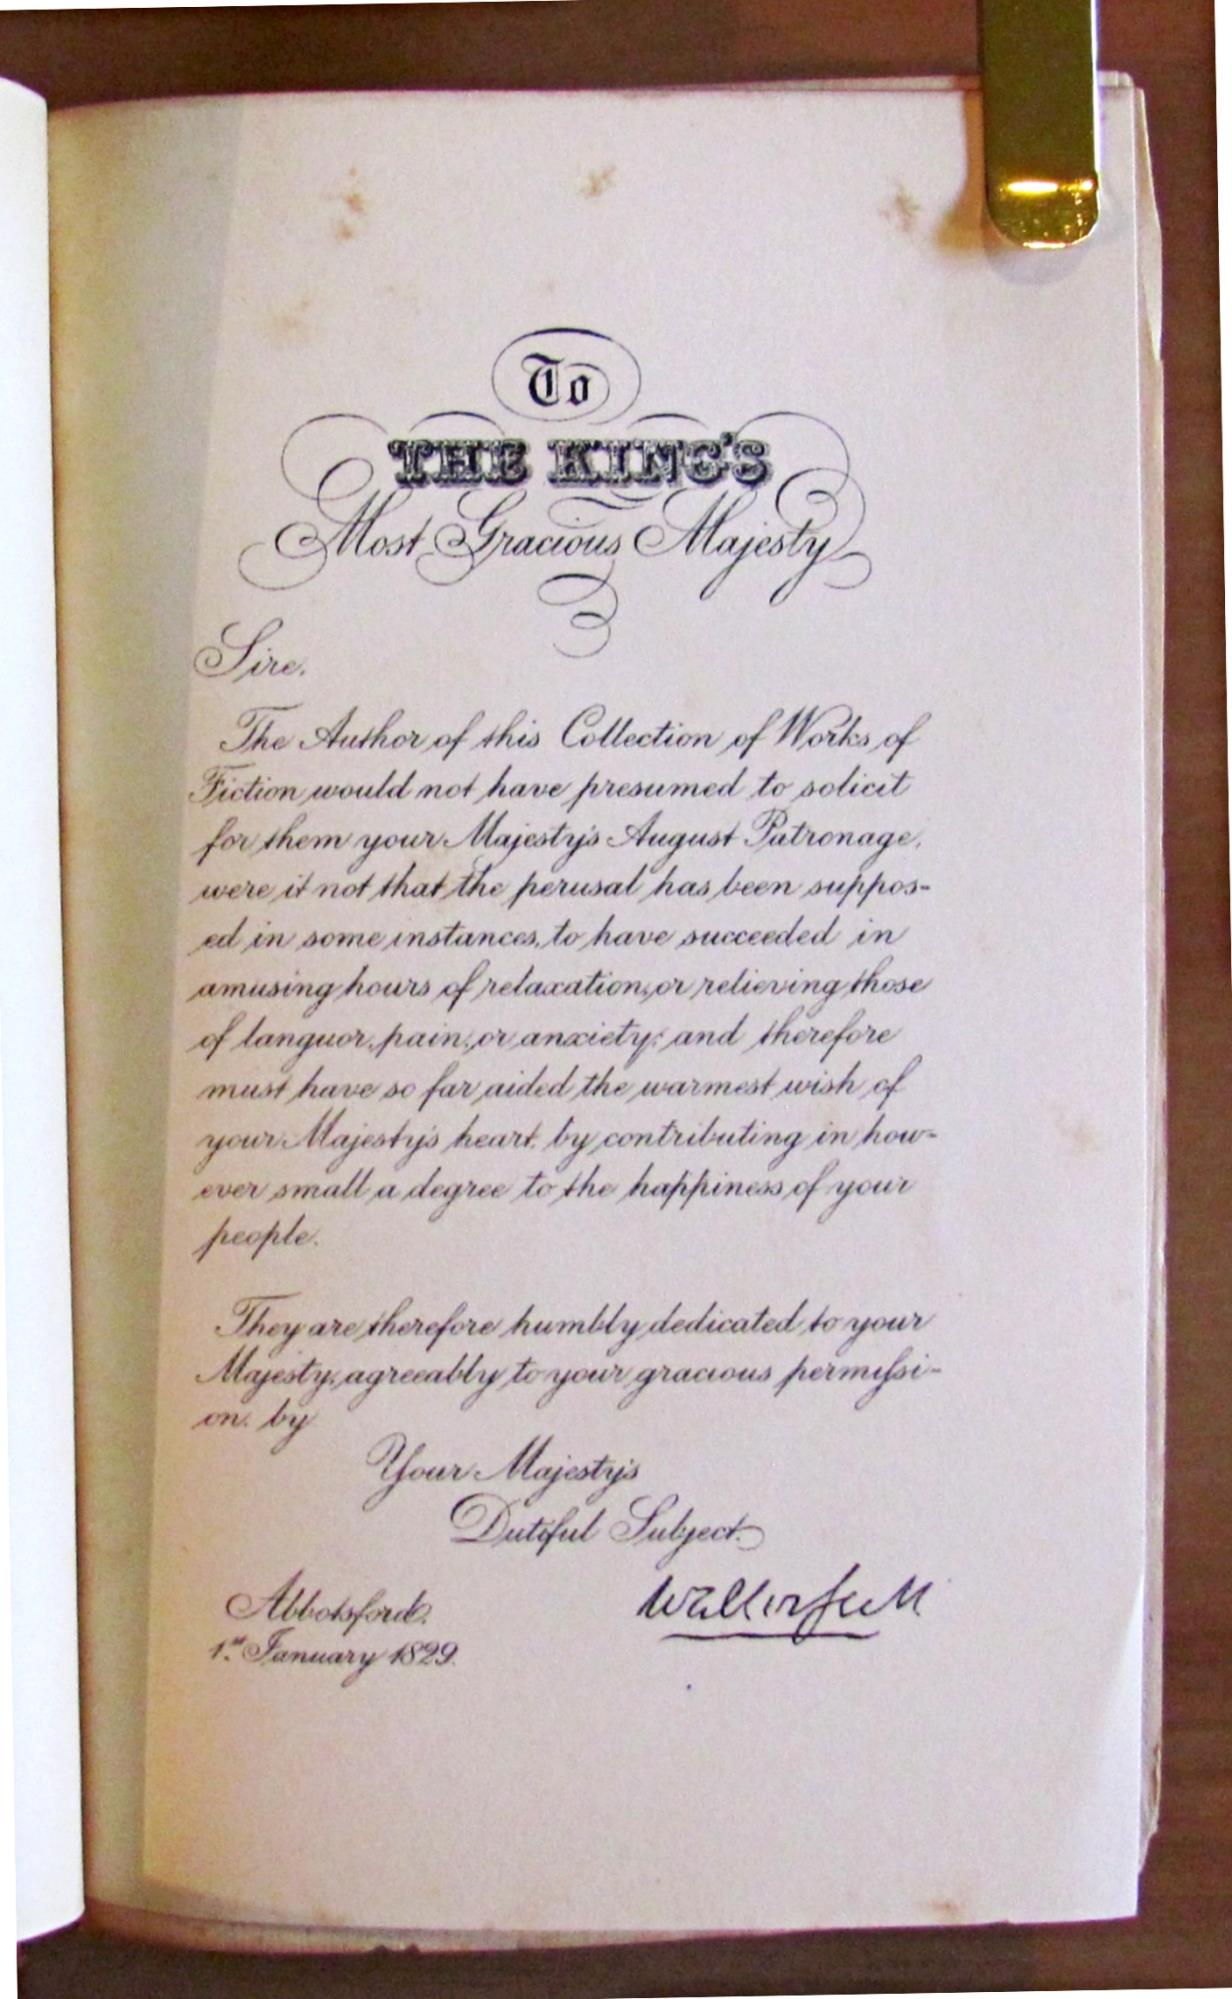 To
THE KING'S
Most Gracious Majesty
Sire.
The Author of this Collection of Works of
Fiction would not have presumed to solicit
for them your Majesty's August Patronage,
were it not that the perusal has been suppos-
ed in some instances, to have succeeded in
amusing hours of relaxation, or relieving those
of languor, pain, or anxiety; and therefore
must have so far aided the warmest wish of
your Majesty's heart, by contributing in how-
ever small a degree to the happiness of your
people.
They are therefore humbly dedicated to your
Majesty, agreeably to your gracious permiſsi-
on. by
Your Majesty's
Dutiful Subject.
Walter Scott
Abbotsford.
1st January 1829.